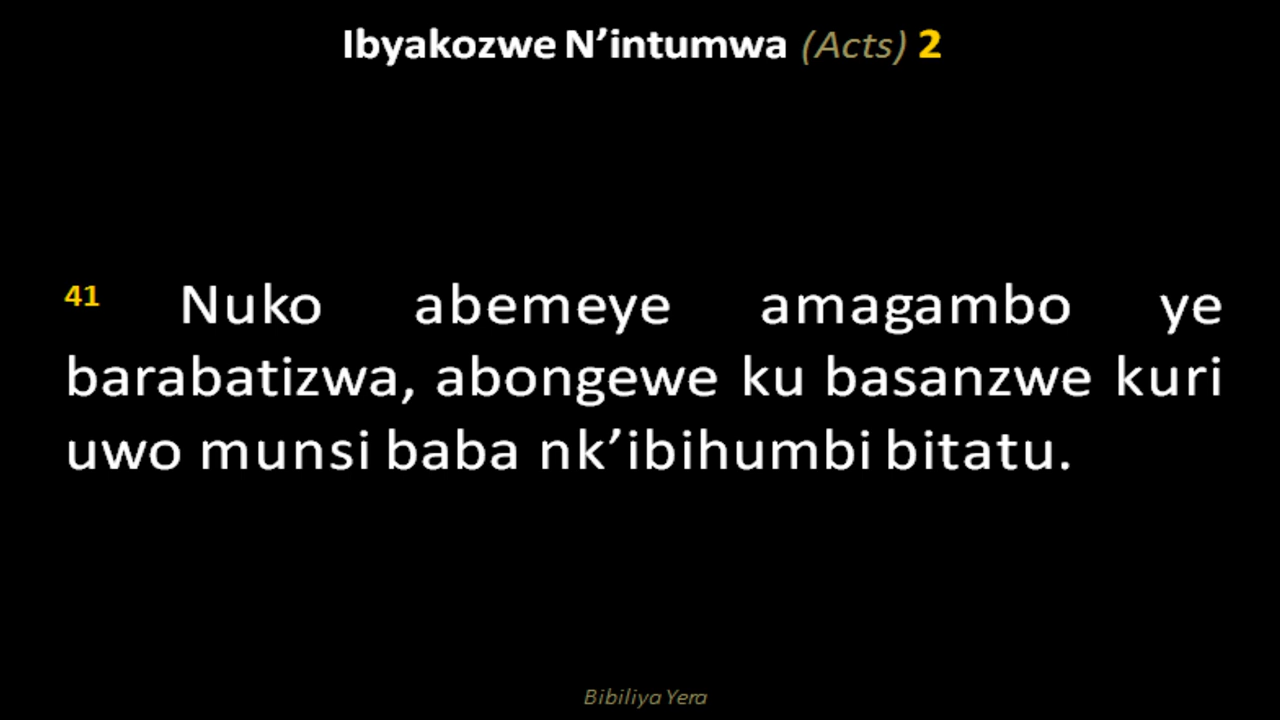 Ibyakozwe N’intumwa (Acts) 2
41 Nuko abemeye amagambo ye
barabatizwa, abongewe ku basanzwe kuri
uwo munsi baba nk’ibihumbi bitatu.
Bibiliya Yera